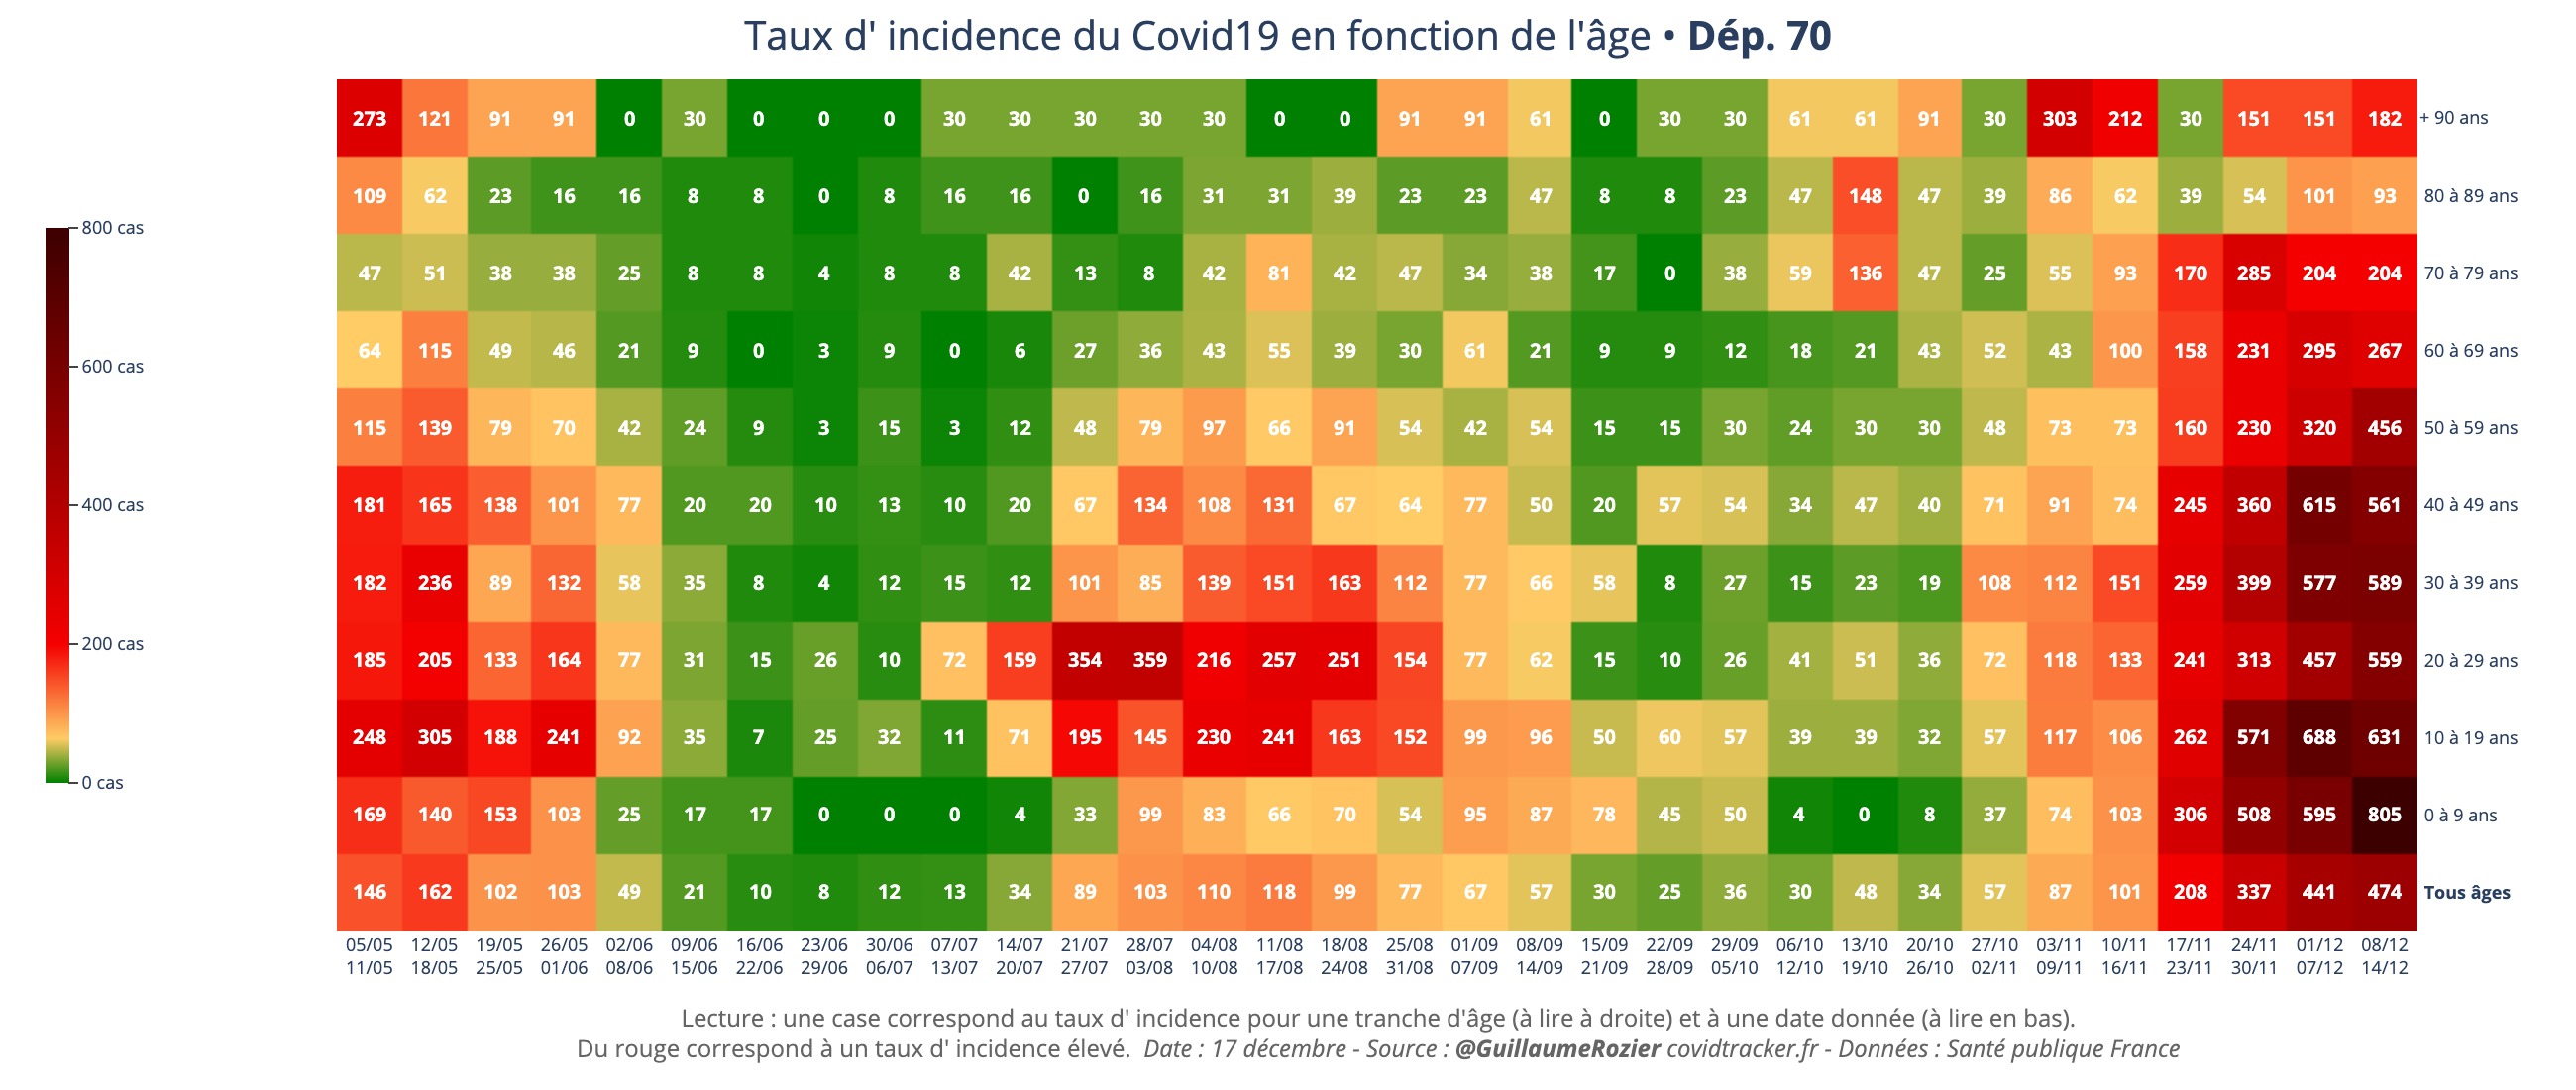 Taux d' incidence du Covid19 en fonction de l'âge • Dép. 70
273 121 91 91 0 30 0 0 0 30 30 30 30 30 0 0 91 91 61 0 30 30 61 61 91 30 303 212 30 151 151 182 + 90 ans
109 62 23 16 16 8 8 0 8 16 16 0 16 31 31 39 23 23 47 8 8 23 47 148 47 39 86 62 39 54 101 93 80 à 89 ans
800 cas
47 51 38 38 25 8 8 4 8 8 42 13 8 42 81 42 47 34 38 17 0 38 59 136 47 25 55 93 170 285 204 204 70 à 79 ans
64 115 49 46 21 9 0 3 9 0 6 27 36 43 55 39 30 61 21 9 9 12 18 21 43 52 43 100 158 231 295 267 60 à 69 ans
600 cas
115 139 79 70 42 24 9 3 15 3 12 48 79 97 66 91 54 42 54 15 15 30 24 30 30 48 73 73 160 230 320 456 50 à 59 ans
400 cas
181 165 138 101 77 20 20 10 13 10 20 67 134 108 131 67 64 77 50 20 57 54 34 47 40 71 91 74 245 360 615 561 40 à 49 ans
182 236 89 132 58 35 8 4 12 15 12 101 85 139 151 163 112 77 66 58 8 27 15 23 19 108 112 151 259 399 577 589 30 à 39 ans
200 cas
185 205 133 164 77 31 15 26 10 72 159 354 359 216 257 251 154 77 62 15 10 26 41 51 36 72 118 133 241 313 457 559 20 à 29 ans
248 305 188 241 92 35 7 25 32 11 71 195 145 230 241 163 152 99 96 50 60 57 39 39 32 57 117 106 262 571 688 631 10 à 19 ans
0 cas
169 140 153 103 25 17 17 0 0 0 4 33 99 83 66 70 54 95 87 78 45 50 4 0 8 37 74 103 306 508 595 805 0 à 9 ans
146 162 102 103 49 21 10 8 12 13 34 89 103 110 118 99 77 67 57 30 25 36 30 48 34 57 87 101 208 337 441 474 Tous âges
05/05 12/05 19/05 26/05 02/06 09/06 16/06 23/06 30/06 07/07 14/07 21/07 28/07 04/08 11/08 18/08 25/08 01/09 08/09 15/09 22/09 29/09 06/10 13/10 20/10 27/10 03/11 10/11 17/11 24/11 01/12 08/12
11/05 18/05 25/05 01/06 08/06 15/06 22/06 29/06 06/07 13/07 20/07 27/07 03/08 10/08 17/08 24/08 31/08 07/09 14/09 21/09 28/09 05/10 12/10 19/10 26/10 02/11 09/11 16/11 23/11 30/11 07/12 14/12
Lecture : une case correspond au taux d' incidence pour une tranche d'âge (à lire à droite) et à une date donnée (à lire en bas).
Du rouge correspond à un taux d' incidence élevé. Date : 17 décembre - Source : @GuillaumeRozier covidtracker.fr - Données : Santé publique France